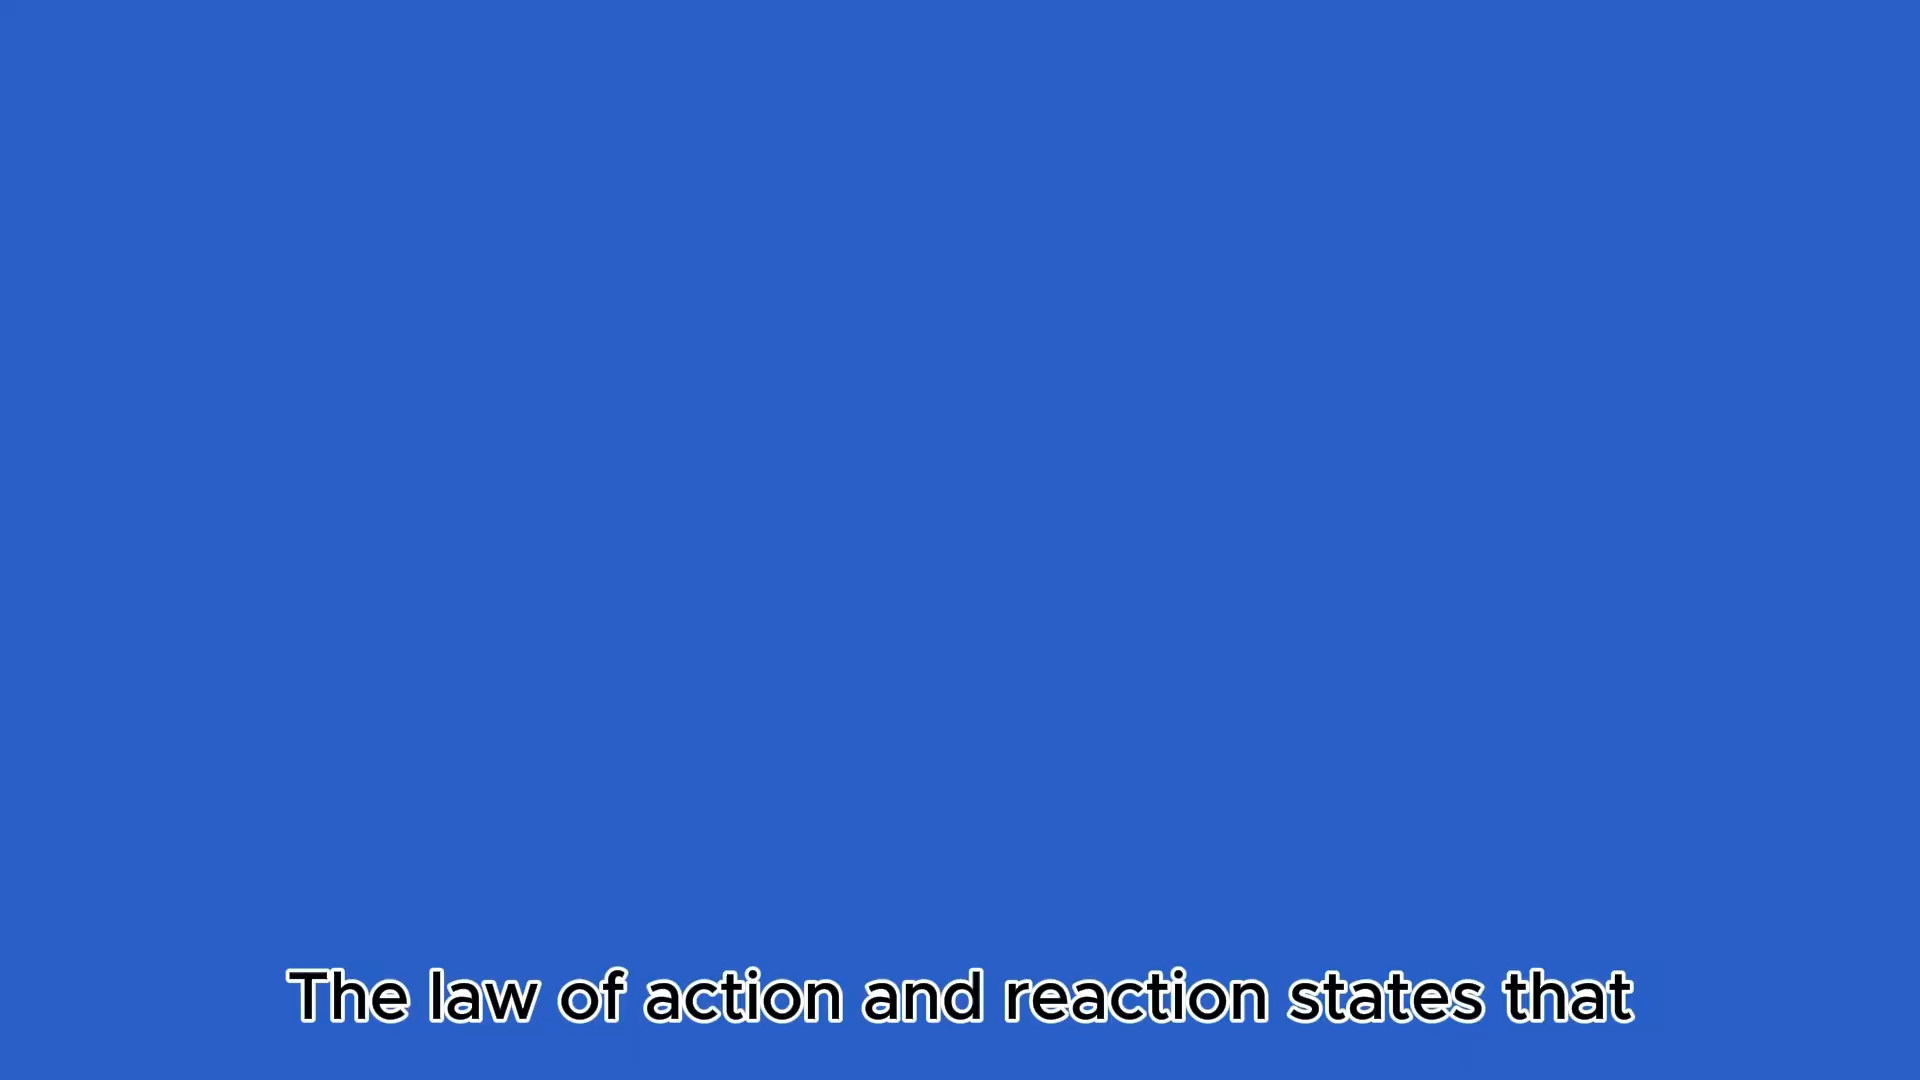 The law of action and reaction states that